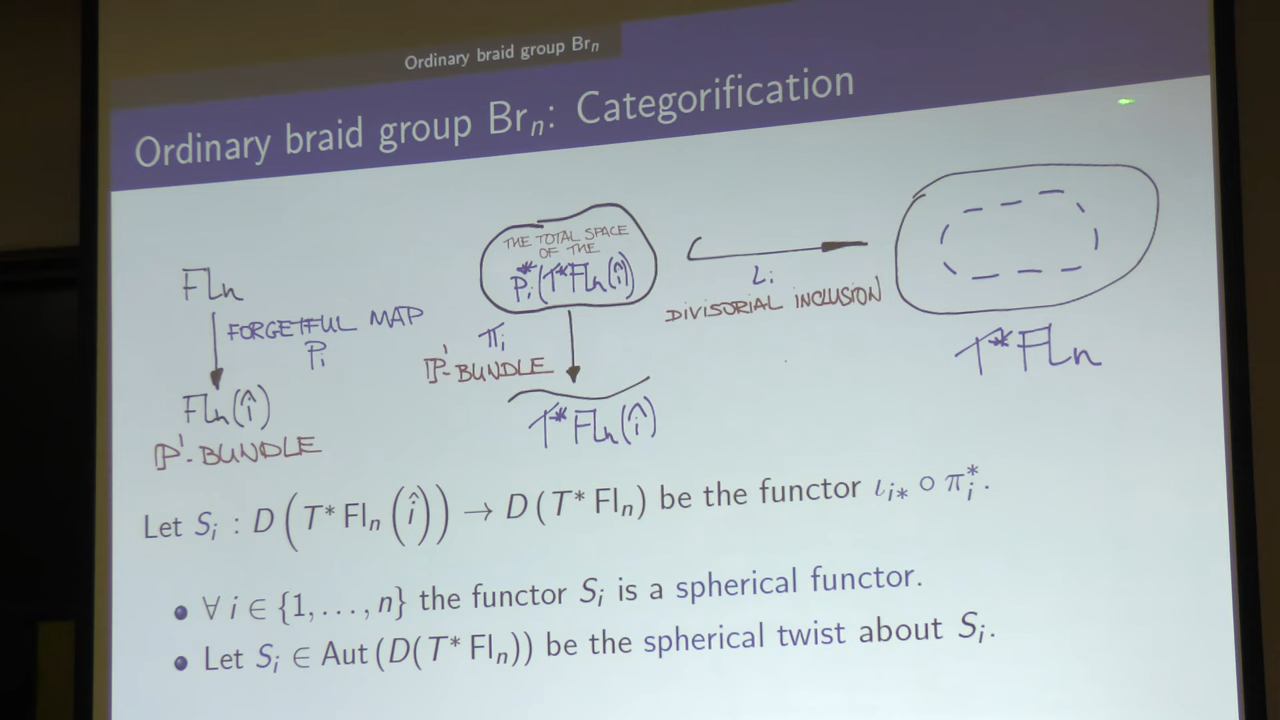 Ordinary braid group Brₙ
Ordinary braid group Brₙ: Categorification
Flₙ
FORGETFUL MAP
Pᵢ
Flₙ(î)
ℙ¹-BUNDLE
THE TOTAL SPACE
OF THE
Pᵢ*(T*Flₙ(î))
πᵢ
ℙ¹-BUNDLE
T*Flₙ(î)
ιᵢ
DIVISORIAL INCLUSION
T*Flₙ
Let Sᵢ : D(T* Flₙ(î)) → D(T* Flₙ) be the functor ιᵢ* ∘ πᵢ*.
• ∀ i ∈ {1, . . . , n} the functor Sᵢ is a spherical functor.
• Let Sᵢ ∈ Aut(D(T* Flₙ)) be the spherical twist about Sᵢ.